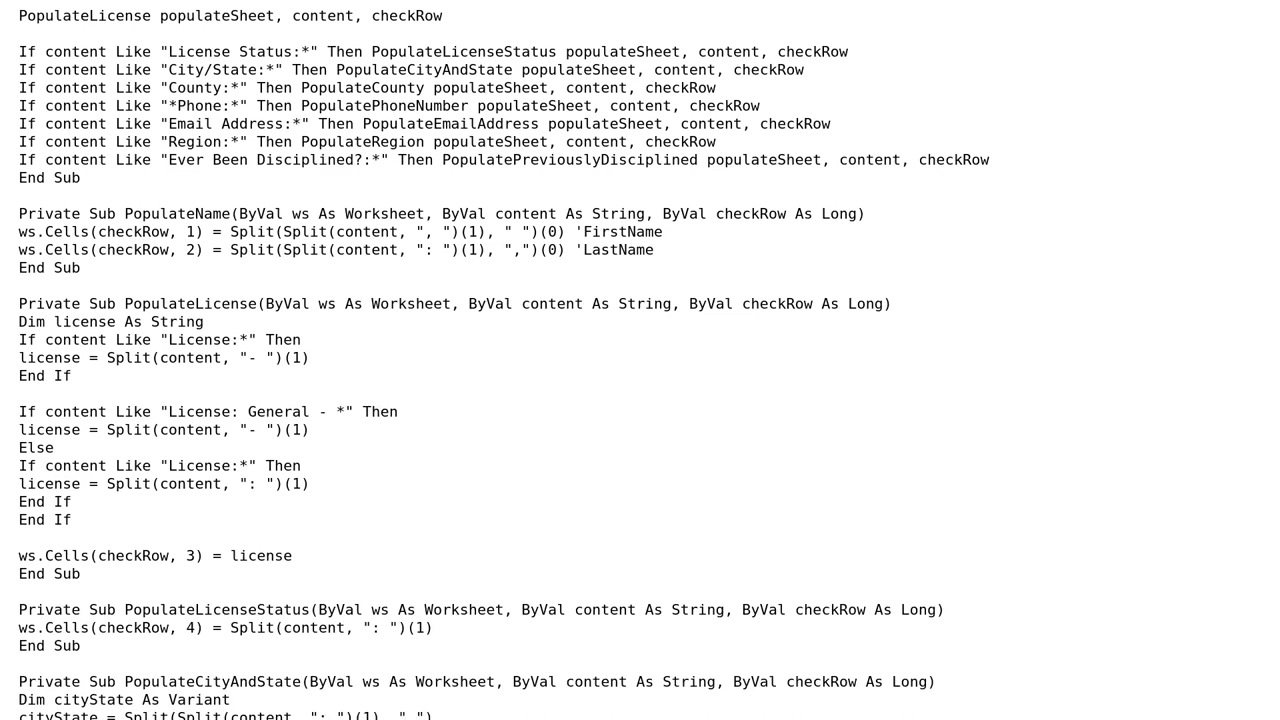 PopulateLicense populateSheet, content, checkRow
If content Like "License Status:*" Then PopulateLicenseStatus populateSheet, content, checkRow
If content Like "City/State:*" Then PopulateCityAndState populateSheet, content, checkRow
If content Like "County:*" Then PopulateCounty populateSheet, content, checkRow
If content Like "*Phone:*" Then PopulatePhoneNumber populateSheet, content, checkRow
If content Like "Email Address:*" Then PopulateEmailAddress populateSheet, content, checkRow
If content Like "Region:*" Then PopulateRegion populateSheet, content, checkRow
If content Like "Ever Been Disciplined?:*" Then PopulatePreviouslyDisciplined populateSheet, content, checkRow
End Sub
Private Sub PopulateName(ByVal ws As Worksheet, ByVal content As String, ByVal checkRow As Long)
ws.Cells(checkRow, 1) = Split(Split(content, ", ")(1), " ")(0) 'FirstName
ws.Cells(checkRow, 2) = Split(Split(content, ": ")(1), ",")(0) 'LastName
End Sub
Private Sub PopulateLicense(ByVal ws As Worksheet, ByVal content As String, ByVal checkRow As Long)
Dim license As String
If content Like "License:*" Then
license = Split(content, "- ")(1)
End If
If content Like "License: General - *" Then
license = Split(content, "- ")(1)
Else
If content Like "License:*" Then
license = Split(content, ": ")(1)
End If
End If
ws.Cells(checkRow, 3) = license
End Sub
Private Sub PopulateLicenseStatus(ByVal ws As Worksheet, ByVal content As String, ByVal checkRow As Long)
ws.Cells(checkRow, 4) = Split(content, ": ")(1)
End Sub
Private Sub PopulateCityAndState(ByVal ws As Worksheet, ByVal content As String, ByVal checkRow As Long)
Dim cityState As Variant
cityState = Split(Split(content, ": ")(1), " ")